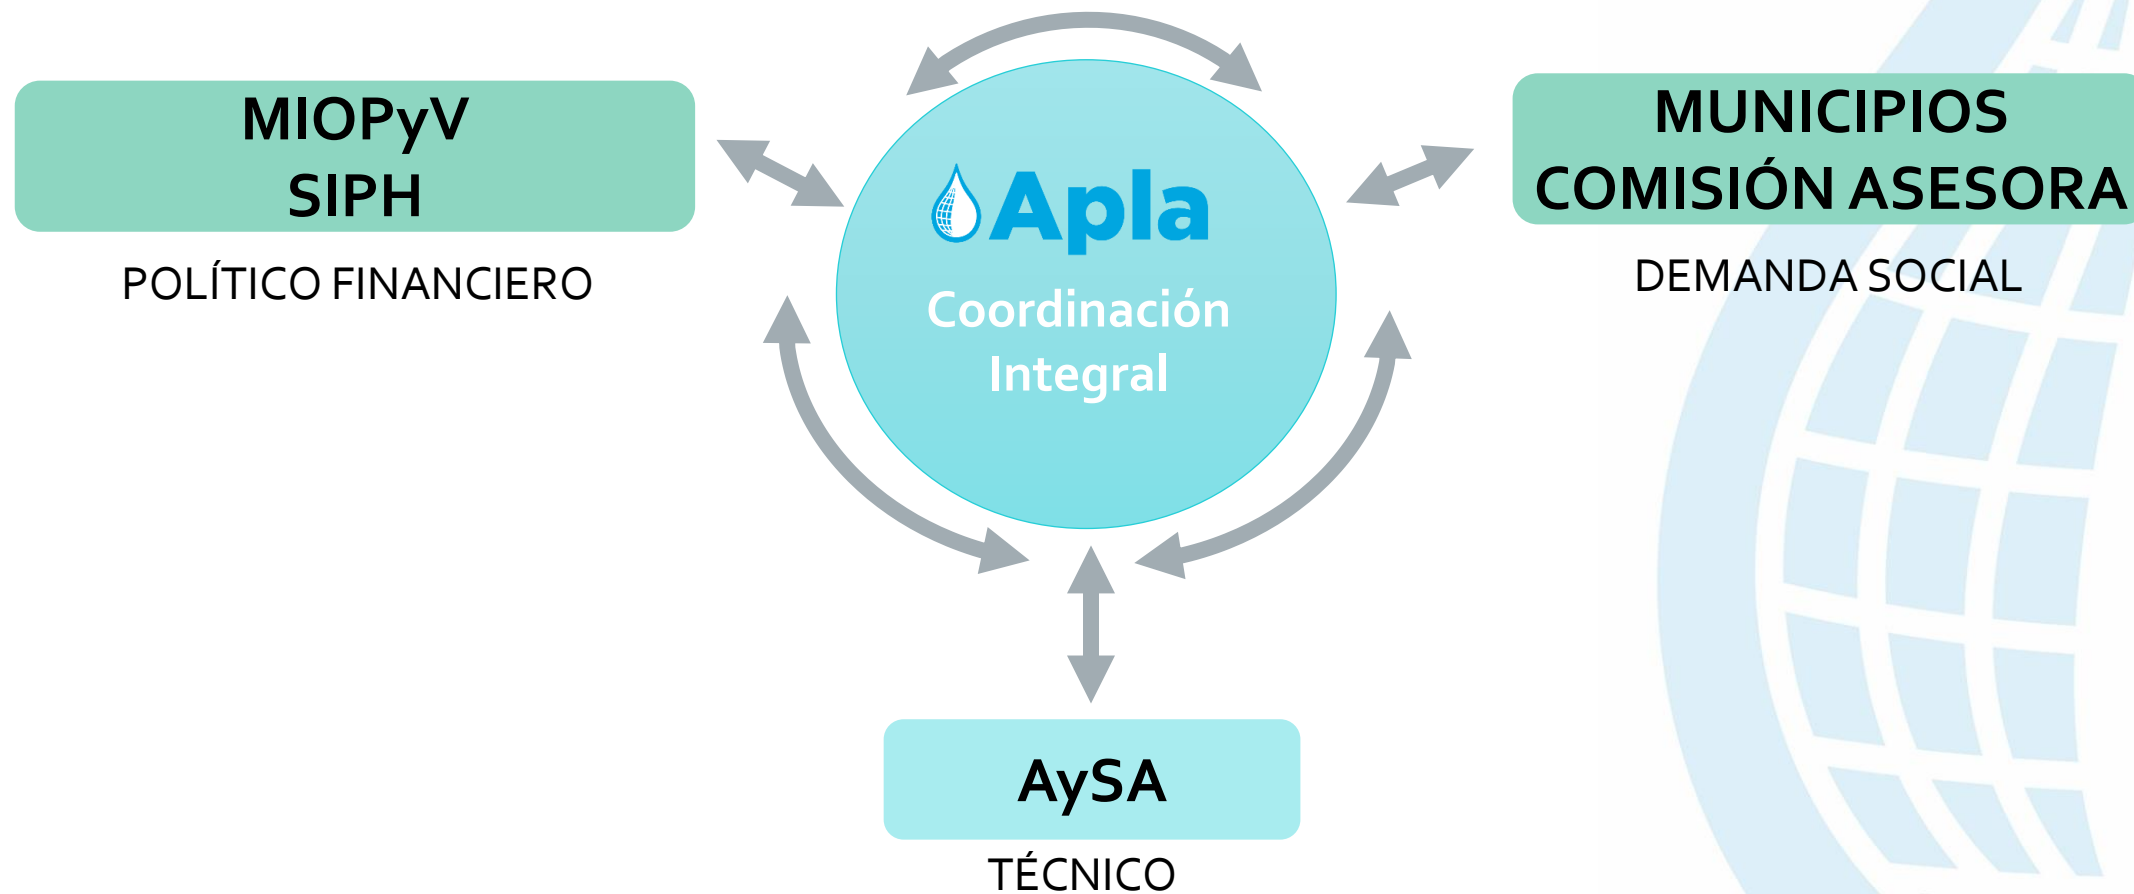 MIOPyV
SIPH
POLÍTICO FINANCIERO
Apla
Coordinación
Integral
MUNICIPIOS
COMISIÓN ASESORA
DEMANDA SOCIAL
AySA
TÉCNICO